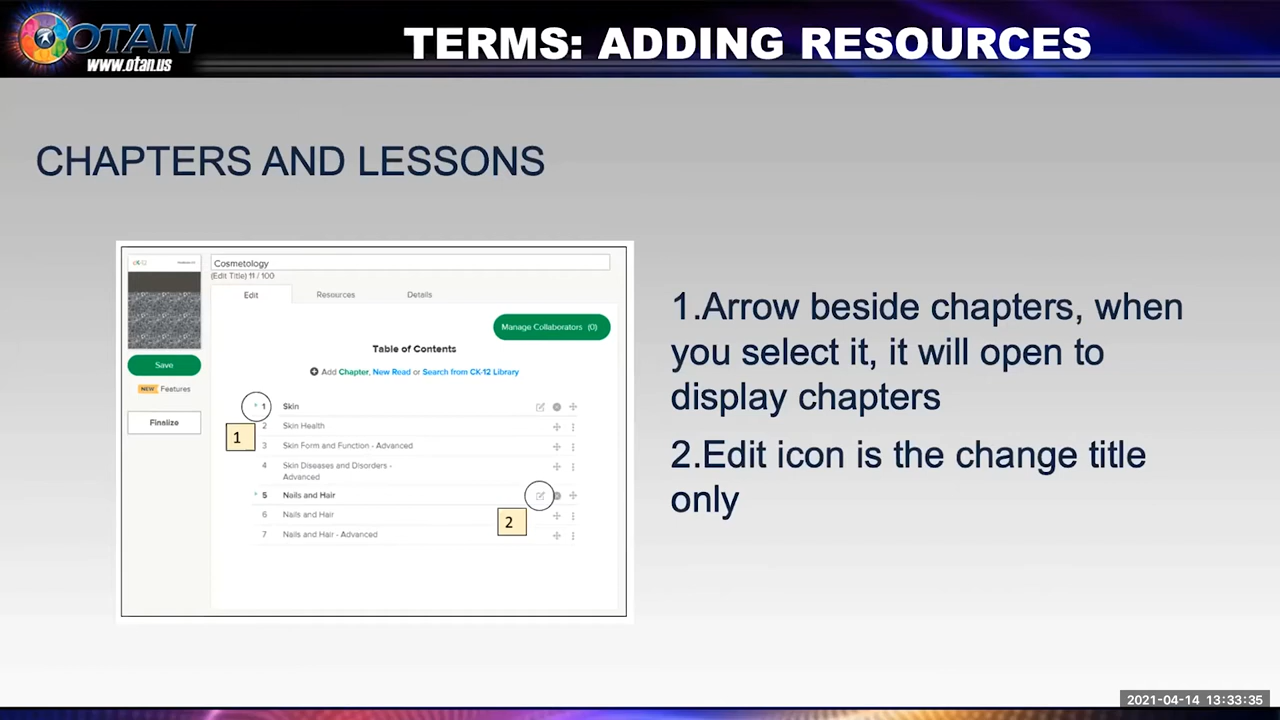 OTAN
www.otan.us
TERMS: ADDING RESOURCES
CHAPTERS AND LESSONS
Cosmetology
(Edit Title) 11 / 100
Edit
Resources
Details
Manage Collaborators (0)
Save
Table of Contents
Add Chapter, New Read or Search from CK-12 Library
NEW Features
Finalize
1 Skin
2 Skin Health
3 Skin Form and Function - Advanced
4 Skin Diseases and Disorders -
Advanced
5 Nails and Hair
6 Nails and Hair
7 Nails and Hair - Advanced
1
2
1.Arrow beside chapters, when
you select it, it will open to
display chapters
2.Edit icon is the change title
only
2021-04-14 13:33:35